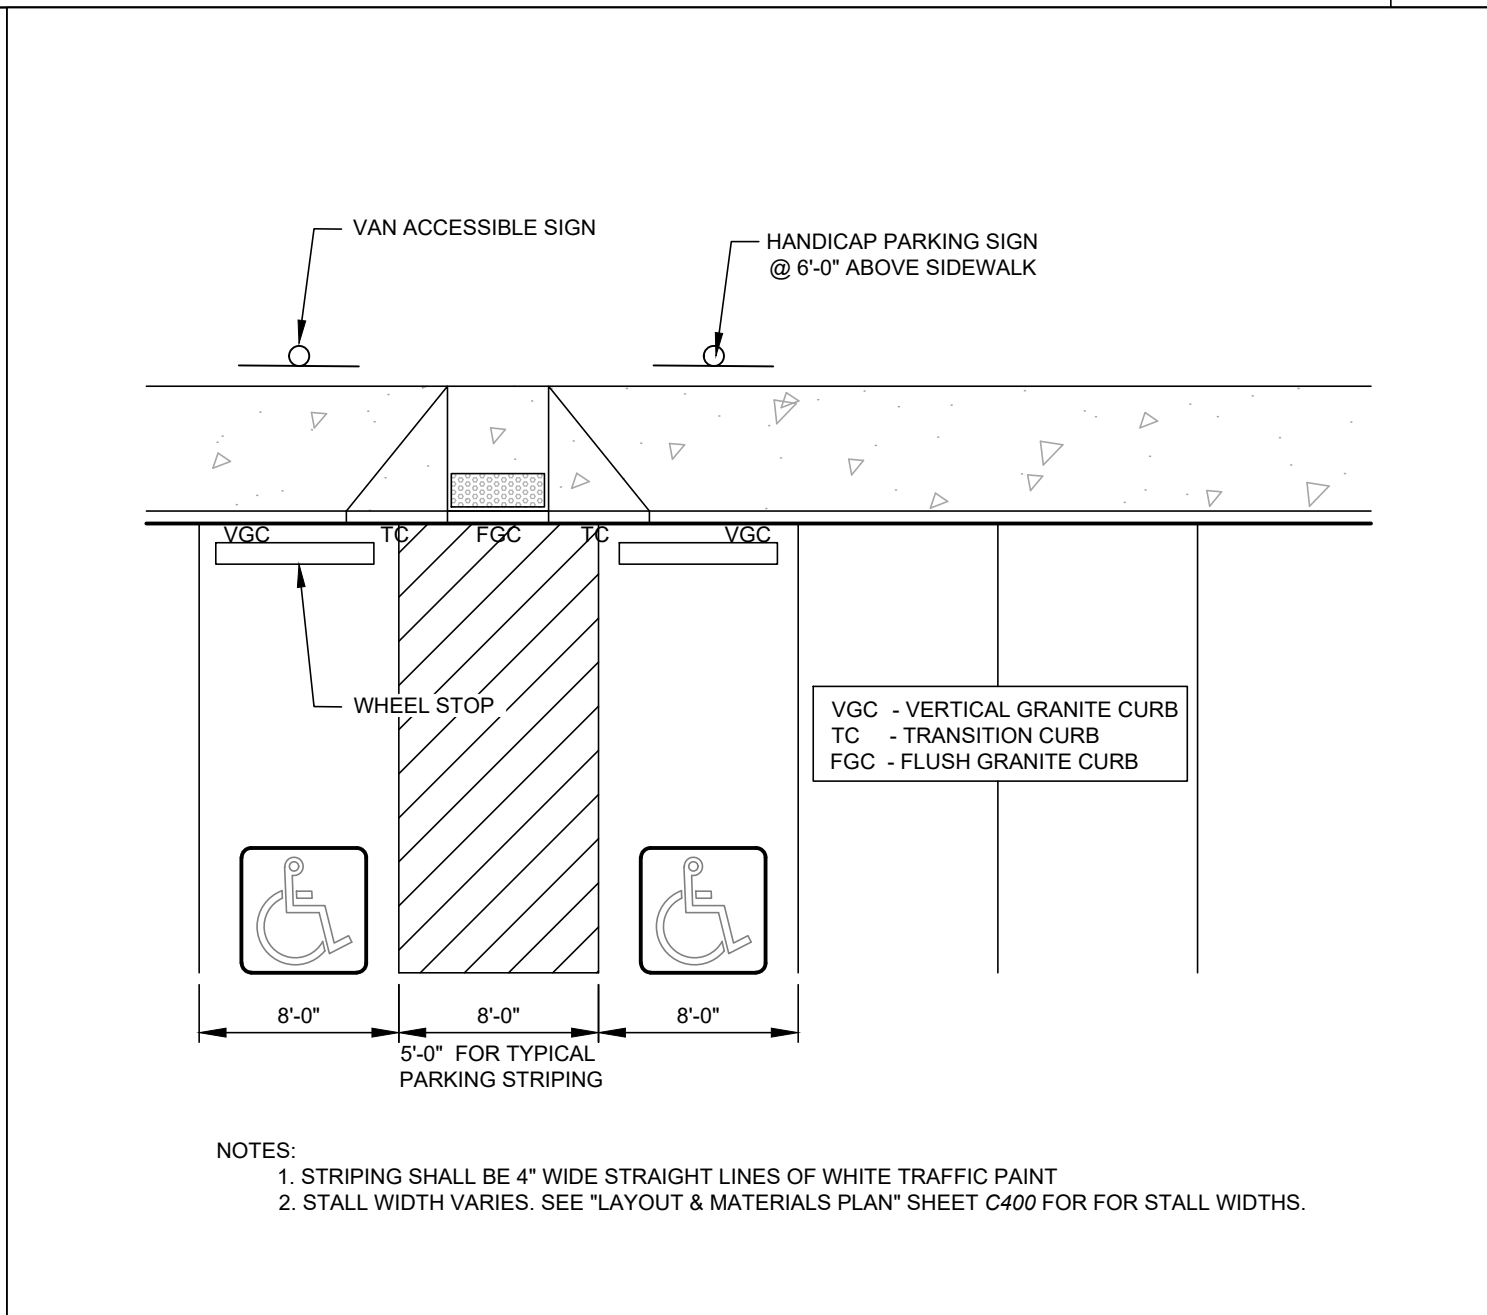 VAN ACCESSIBLE SIGN
HANDICAP PARKING SIGN
@ 6'-0" ABOVE SIDEWALK
VGC TC FGC TC VGC
WHEEL STOP
VGC - VERTICAL GRANITE CURB
TC - TRANSITION CURB
FGC - FLUSH GRANITE CURB
8'-0" 8'-0" 8'-0"
5'-0" FOR TYPICAL
PARKING STRIPING
NOTES:
1. STRIPING SHALL BE 4" WIDE STRAIGHT LINES OF WHITE TRAFFIC PAINT
2. STALL WIDTH VARIES. SEE "LAYOUT & MATERIALS PLAN" SHEET C400 FOR FOR STALL WIDTHS.